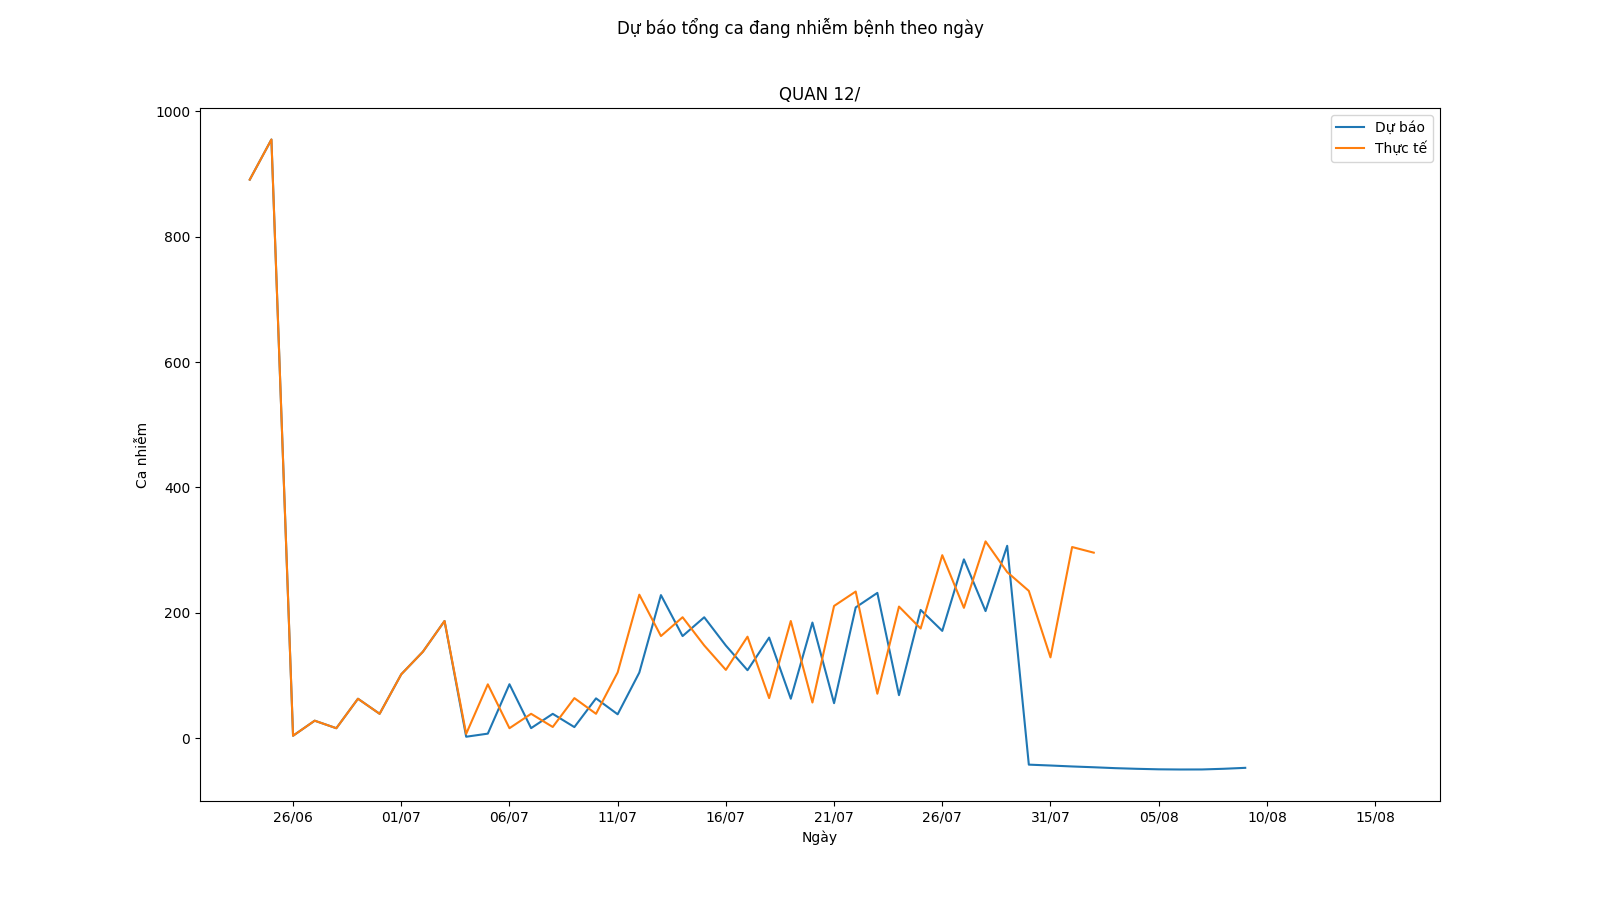 Dự báo tổng ca đang nhiễm bệnh theo ngày
QUAN 12/
Dự báo
Thực tế
Ca nhiễm
1000
800
600
400
200
0
26/06 01/07 06/07 11/07 16/07 21/07 26/07 31/07 05/08 10/08 15/08
Ngày